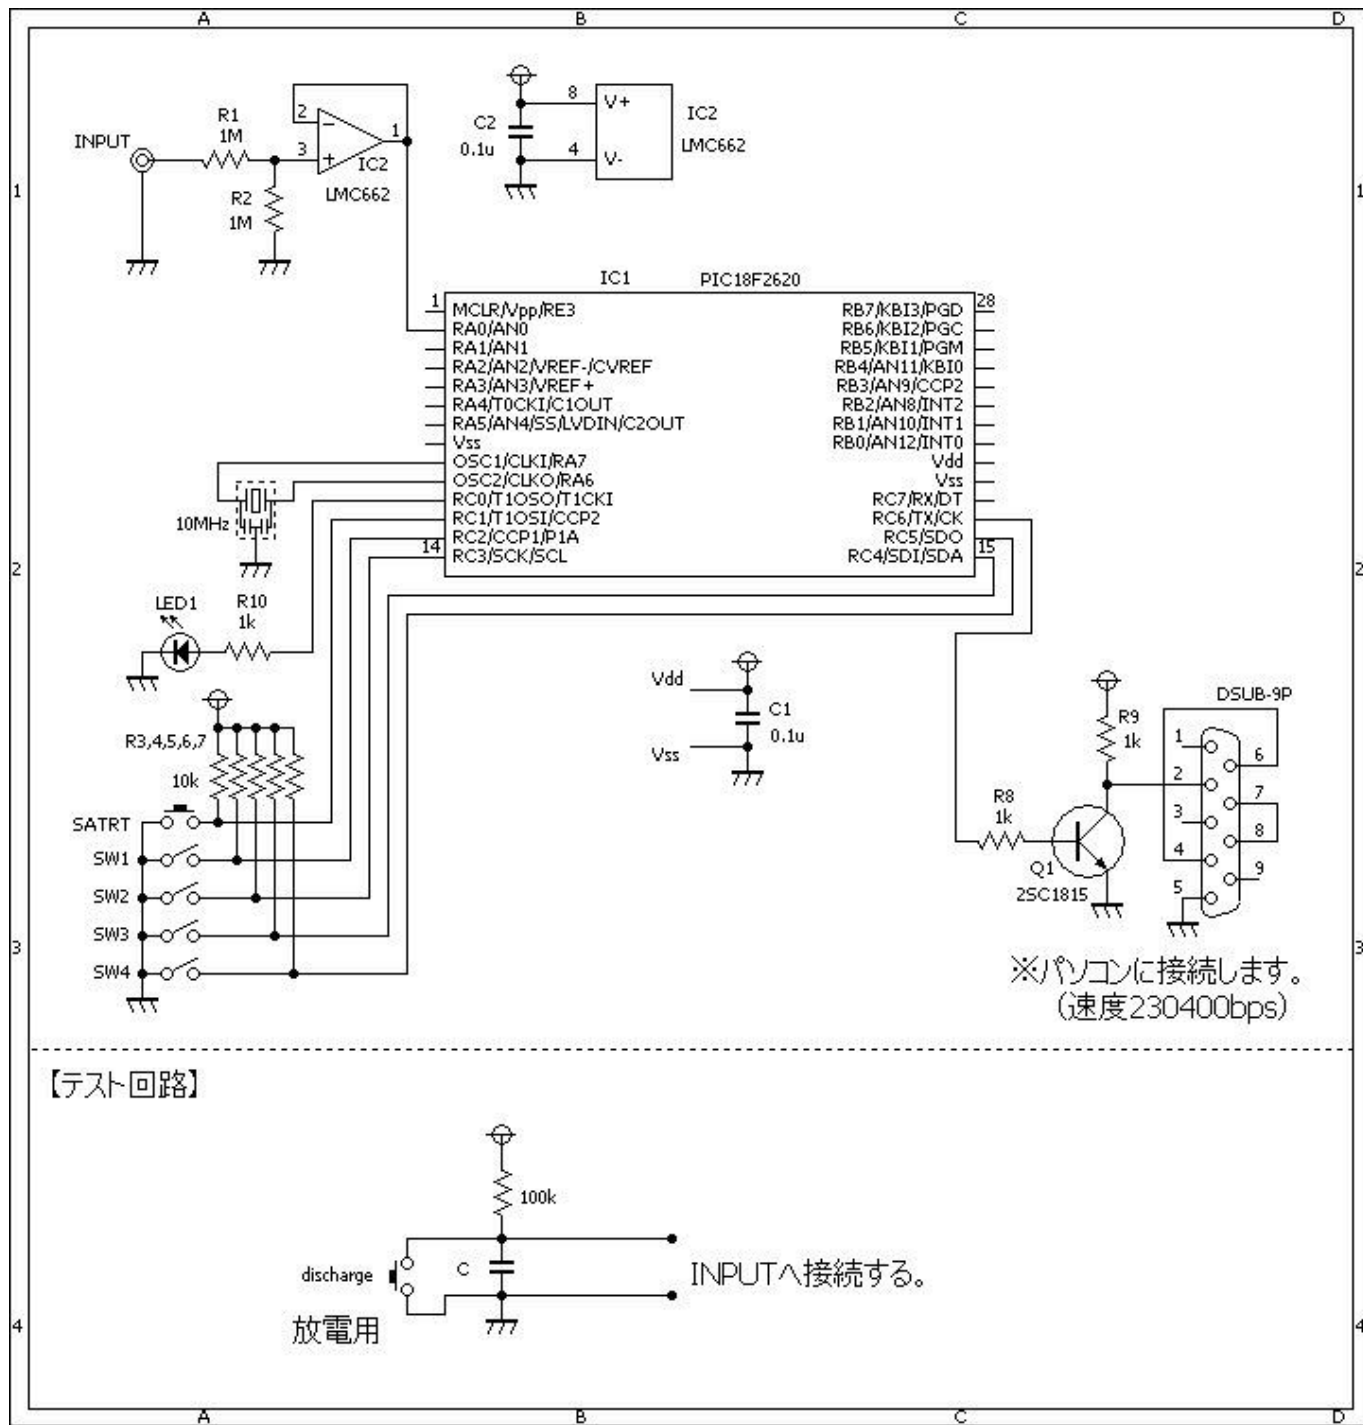 A B C D
INPUT
R1
1M
R2
1M
2
3
1
IC2
LMC662
C2
0.1u
8
4
V+
V-
IC2
LMC662
1
1
IC1
PIC18F2620
1
28
MCLR/Vpp/RE3
RA0/AN0
RA1/AN1
RA2/AN2/VREF-/CVREF
RA3/AN3/VREF+
RA4/T0CKI/C1OUT
RA5/AN4/SS/LVDIN/C2OUT
Vss
OSC1/CLKI/RA7
OSC2/CLKO/RA6
RC0/T1OSO/T1CKI
RC1/T1OSI/CCP2
RC2/CCP1/P1A
RC3/SCK/SCL
14
RB7/KBI3/PGD
RB6/KBI2/PGC
RB5/KBI1/PGM
RB4/AN11/KBI0
RB3/AN9/CCP2
RB2/AN8/INT2
RB1/AN10/INT1
RB0/AN12/INT0
Vdd
Vss
RC7/RX/DT
RC6/TX/CK
RC5/SDO
RC4/SDI/SDA
15
10MHz
2
2
LED1
R10
1k
R3,4,5,6,7
10k
SATRT
SW1
SW2
SW3
SW4
Vdd
Vss
C1
0.1u
R8
1k
R9
1k
Q1
2SC1815
DSUB-9P
1
2
3
4
5
6
7
8
9
3
3
※パソコンに接続します。
(速度230400bps)
【テスト回路】
100k
discharge
C
INPUTへ接続する。
放電用
4
4
A B C D